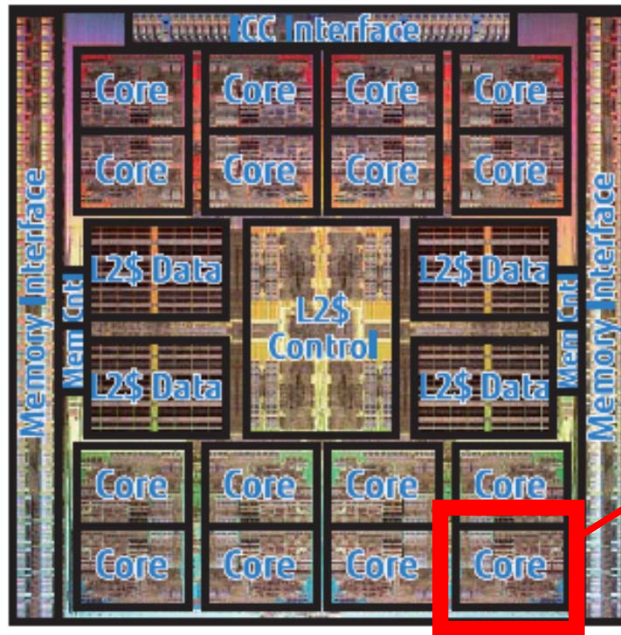 ICC Interface
Core Core Core Core
Core Core Core Core
Memory Interface
L2$ Data
L2$ Data
Mem Cnt
L2$
Control
L2$ Data
L2$ Data
Mem Cnt
Memory Interface
Core Core Core Core
Core Core Core Core